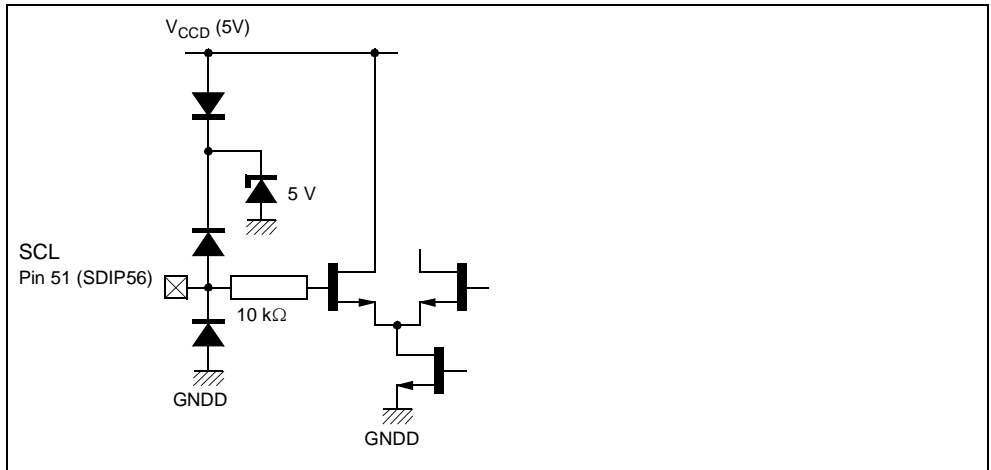 V_CCD (5V)
5 V
SCL
Pin 51 (SDIP56)
10 kΩ
GNDD
GNDD